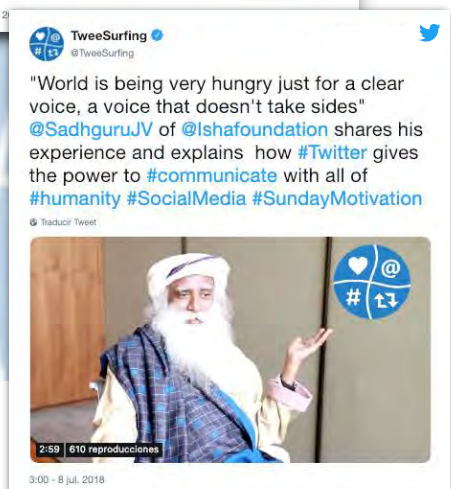 TweeSurfing
@TweeSurfing
"World is being very hungry just for a clear
voice, a voice that doesn't take sides"
@SadhguruJV of @Ishafoundation shares his
experience and explains how #Twitter gives
the power to #communicate with all of
#humanity #SocialMedia #SundayMotivation
Traducir Tweet
@
#
2:59 610 reproducciones
3:00 - 8 jul. 2018